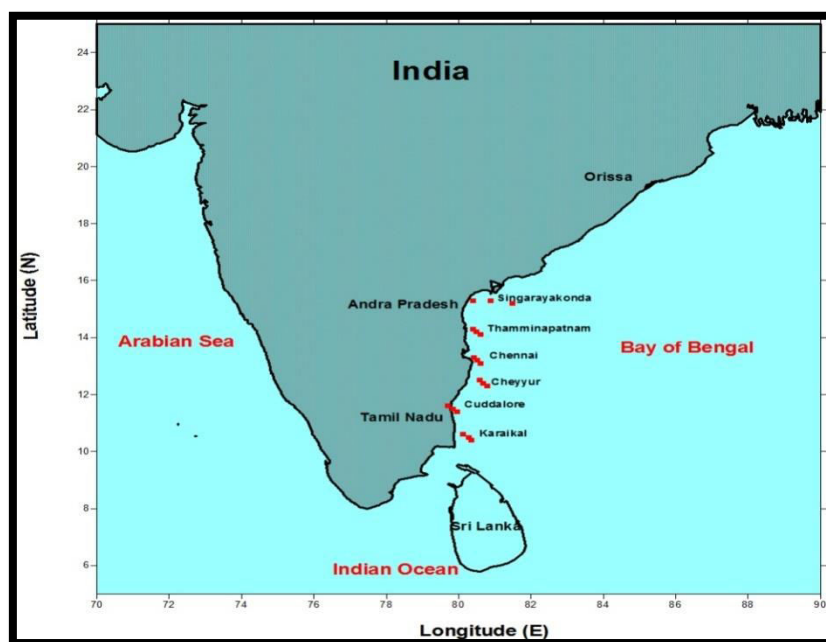 India
24
22
20
Orissa
18
16
Singarayakonda
Andra Pradesh
Thamminapatnam
14
Arabian Sea
Bay of Bengal
Chennai
Cheyyur
12
Cuddalore
Tamil Nadu
Karaikal
10
8
Sri Lanka
6
Indian Ocean
70 72 74 76 78 80 82 84 86 88 90
Latitude (N)
Longitude (E)